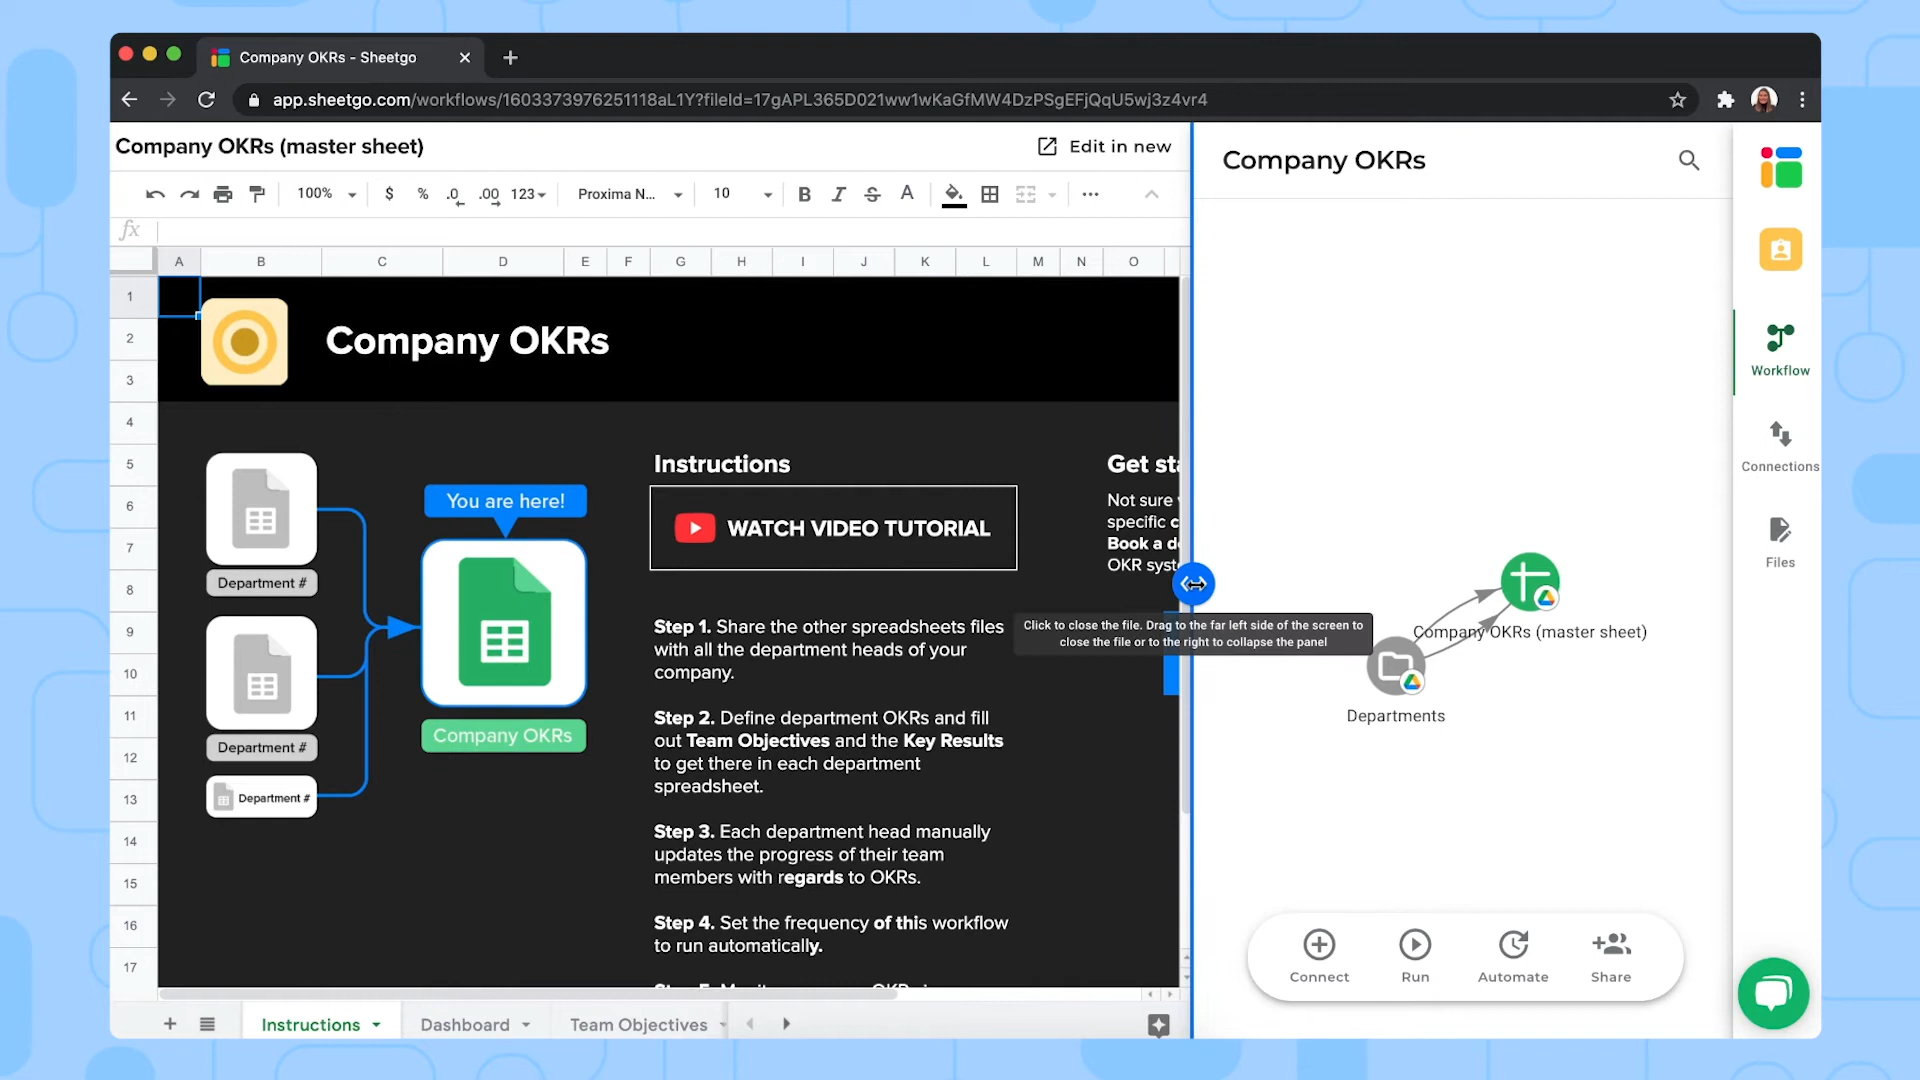 Company OKRs - Sheetgo
app.sheetgo.com/workflows/1603373976251118aL1Y?fileId=17gAPL365D021ww1wKaGfMW4DzPSgEFjQqU5wj3z4vr4
Company OKRs (master sheet)
Edit in new
100%
$
%
.0
.00
123
Proxima N...
10
B
I
S
A
fx
A B C D E F G H I J K L M N O
1
2
3
4
5
6
7
8
9
10
11
12
13
14
15
16
17
Company OKRs
Department #
Department #
Department #
You are here!
Company OKRs
Instructions
WATCH VIDEO TUTORIAL
Step 1. Share the other spreadsheets files
with all the department heads of your
company.
Step 2. Define department OKRs and fill
out Team Objectives and the Key Results
to get there in each department
spreadsheet.
Step 3. Each department head manually
updates the progress of their team
members with regards to OKRs.
Step 4. Set the frequency of this workflow
to run automatically.
Get sta
Not sure
specific c
Book a de
OKR syst
Click to close the file. Drag to the far left side of the screen to
close the file or to the right to collapse the panel
Instructions
Dashboard
Team Objectives
Company OKRs
Company OKRs (master sheet)
Departments
Connect
Run
Automate
Share
Workflow
Connections
Files